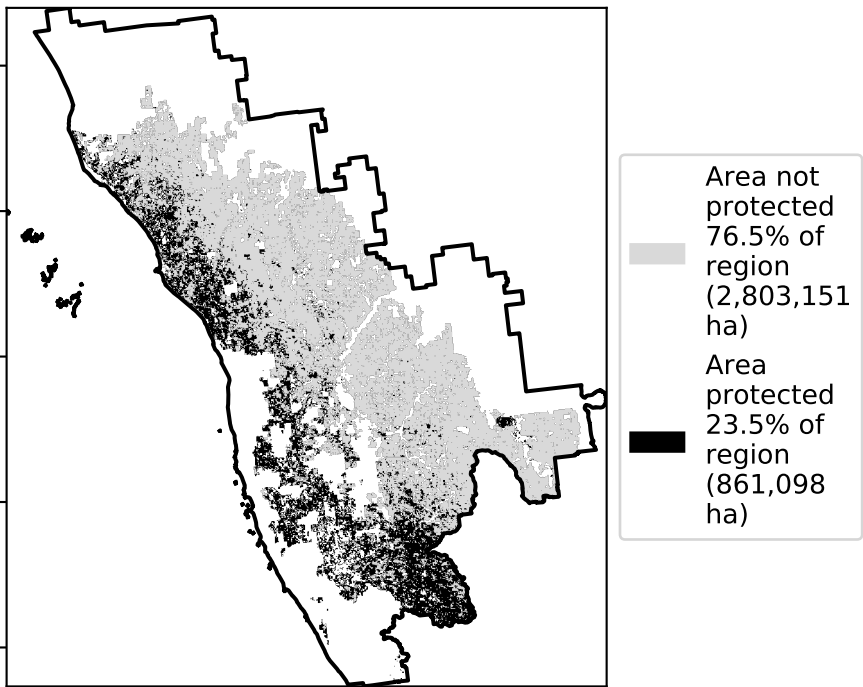 Area not
protected
76.5% of
region
(2,803,151
ha)
Area
protected
23.5% of
region
(861,098
ha)